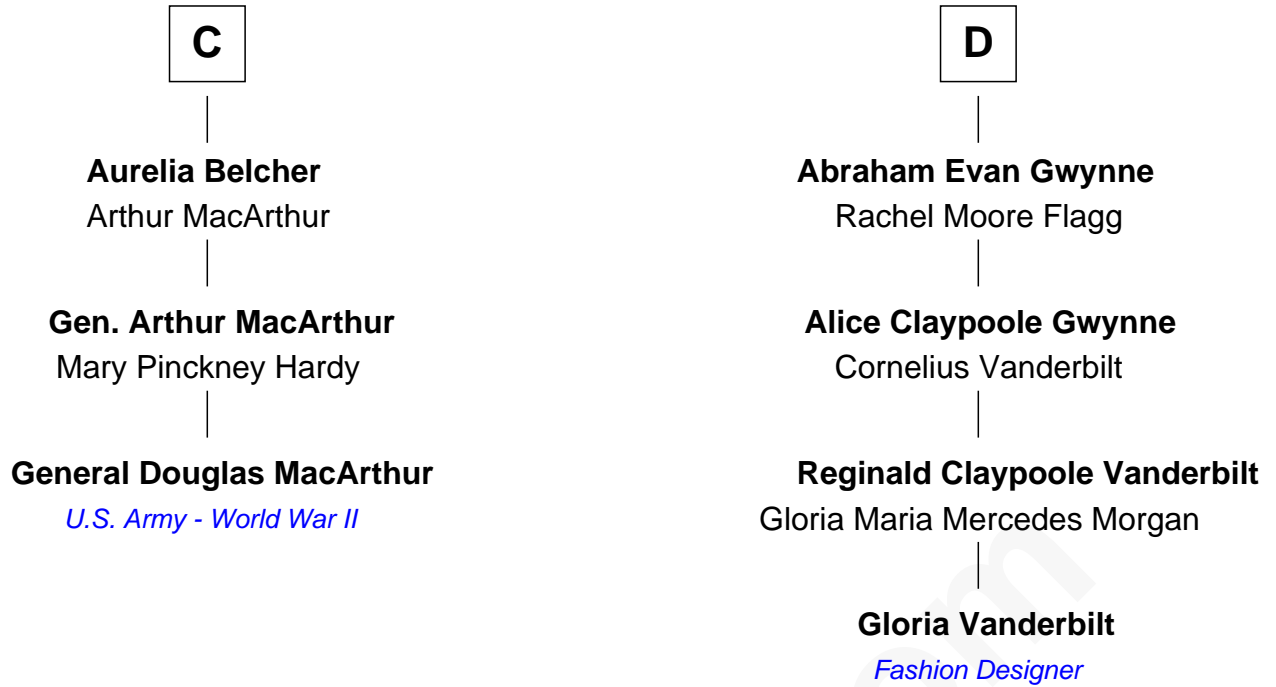 C
Aurelia Belcher
Arthur MacArthur
Gen. Arthur MacArthur
Mary Pinckney Hardy
General Douglas MacArthur
U.S. Army - World War II
D
Abraham Evan Gwynne
Rachel Moore Flagg
Alice Claypoole Gwynne
Cornelius Vanderbilt
Reginald Claypoole Vanderbilt
Gloria Maria Mercedes Morgan
Gloria Vanderbilt
Fashion Designer